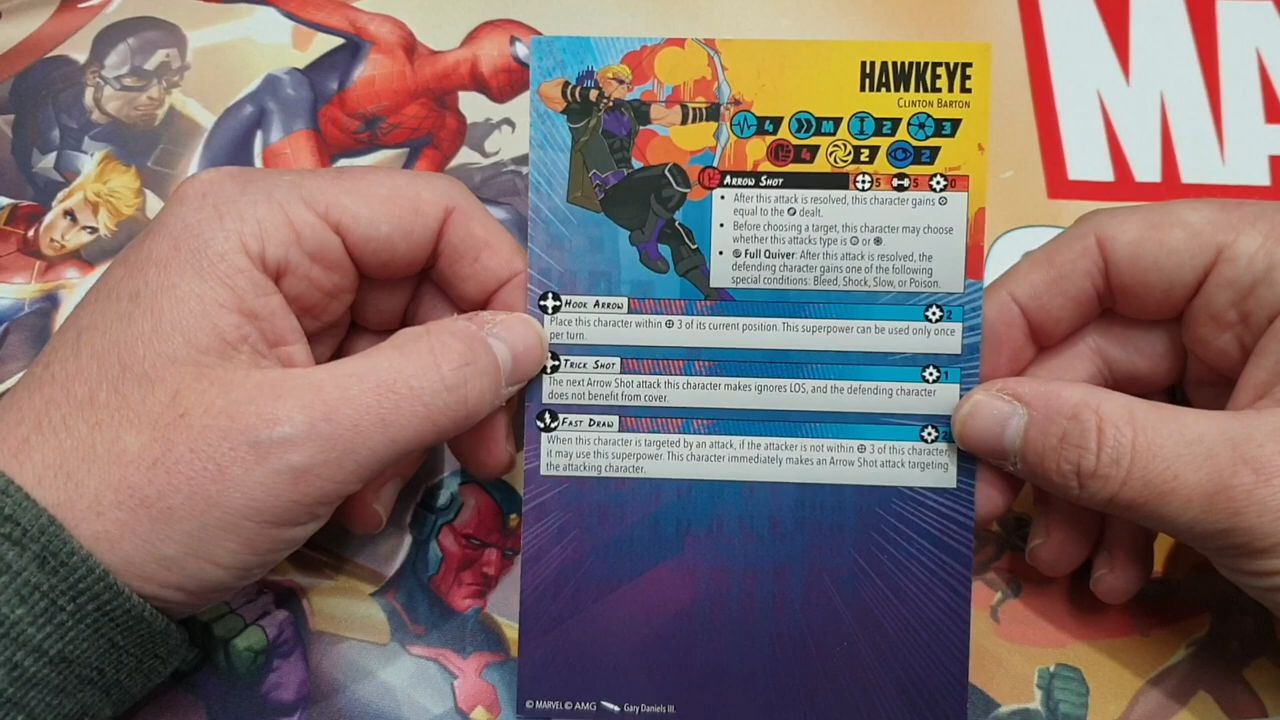 MA
HAWKEYE
CLINTON BARTON
4 M 2 3
4 2 2
ARROW SHOT 5 5 0
• After this attack is resolved, this character gains
equal to the dealt.
• Before choosing a target, this character may choose
whether this attacks type is or .
• Full Quiver: After this attack is resolved, the
defending character gains one of the following
special conditions: Bleed, Shock, Slow, or Poison.
HOOK ARROW 2
Place this character within 3 of its current position. This superpower can be used only once
per turn.
TRICK SHOT 1
The next Arrow Shot attack this character makes ignores LOS, and the defending character
does not benefit from cover.
FAST DRAW 2
When this character is targeted by an attack, if the attacker is not within 3 of this character,
it may use this superpower. This character immediately makes an Arrow Shot attack targeting
the attacking character.
© MARVEL © AMG Gary Daniels III.